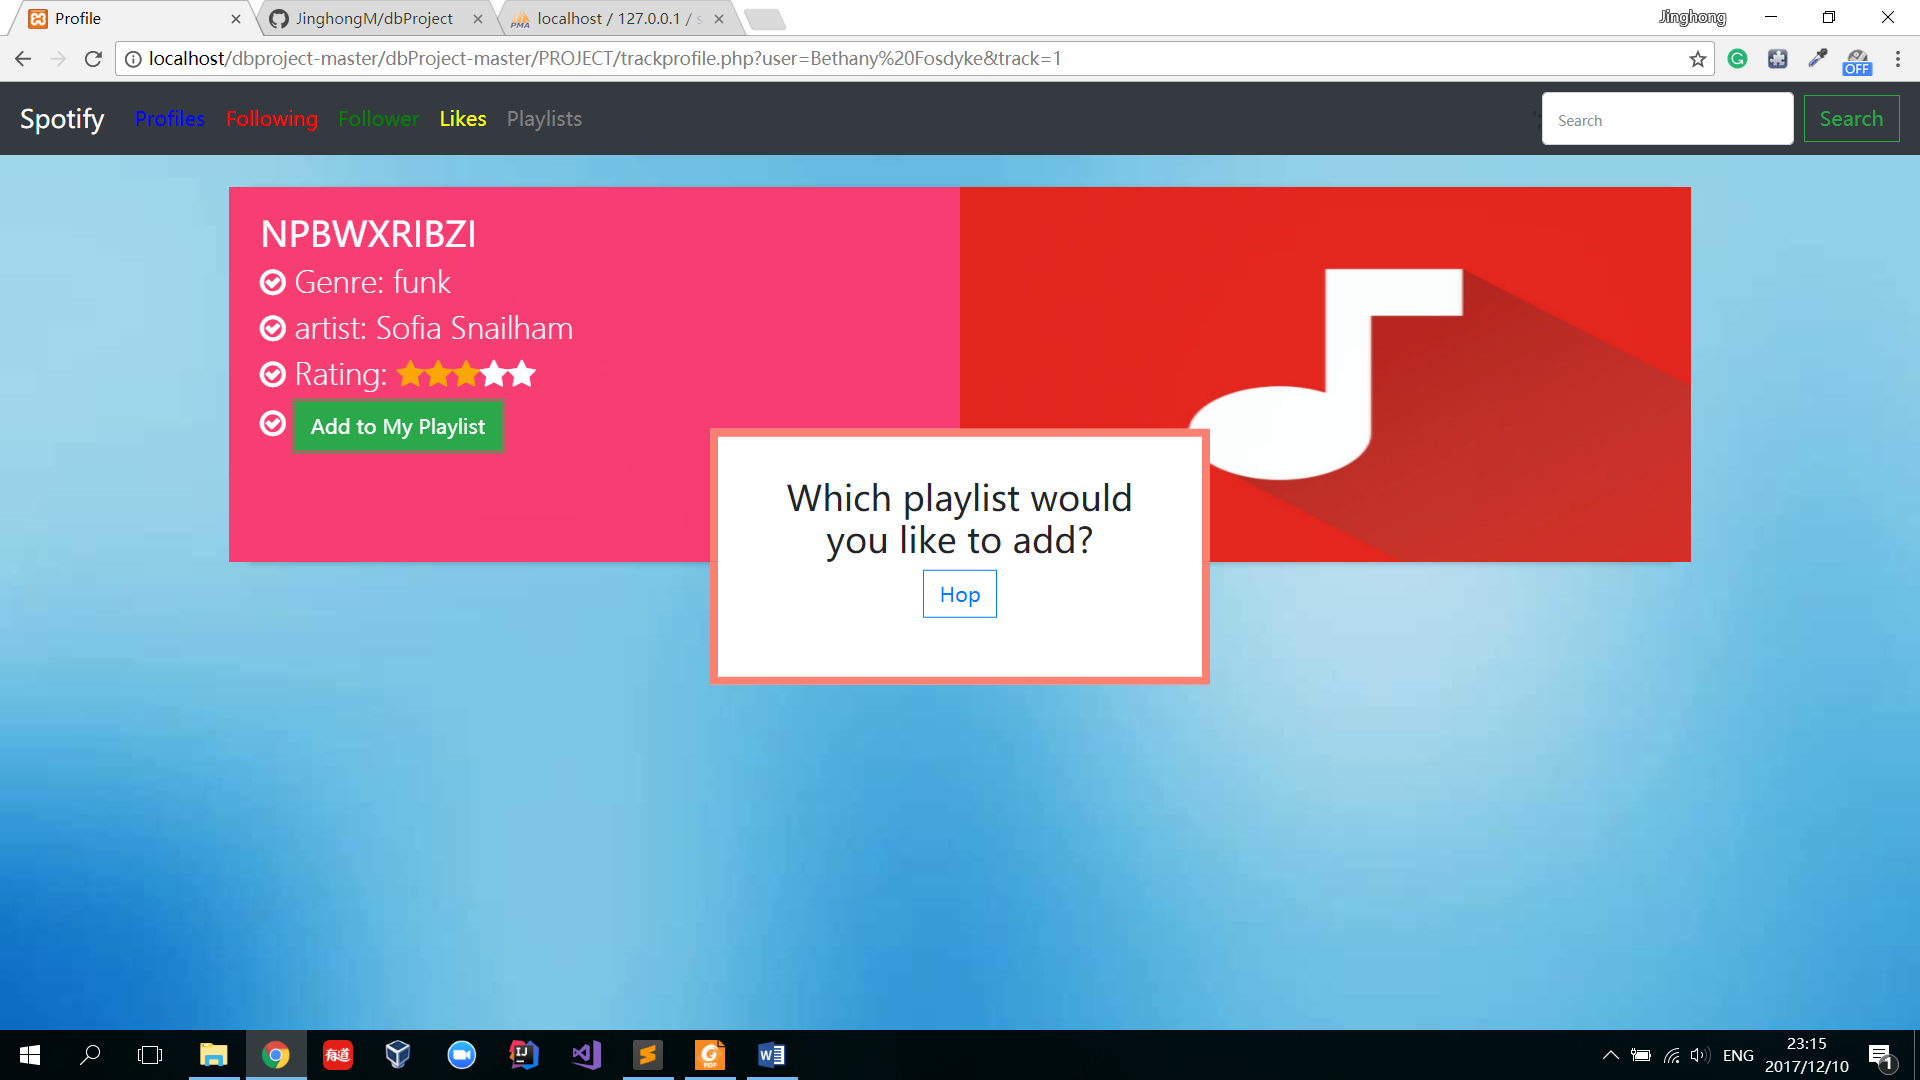 Profile
JinghongM/dbProject
localhost / 127.0.0.1 / s
Jinghong
localhost/dbproject-master/dbProject-master/PROJECT/trackprofile.php?user=Bethany%20Fosdyke&track=1
OFF
Spotify
Profiles
Following
Follower
Likes
Playlists
Search
Search
NPBWXRIBZI
Genre: funk
artist: Sofia Snailham
Rating:
Add to My Playlist
Which playlist would
you like to add?
Hop
ENG
23:15
2017/12/10
1